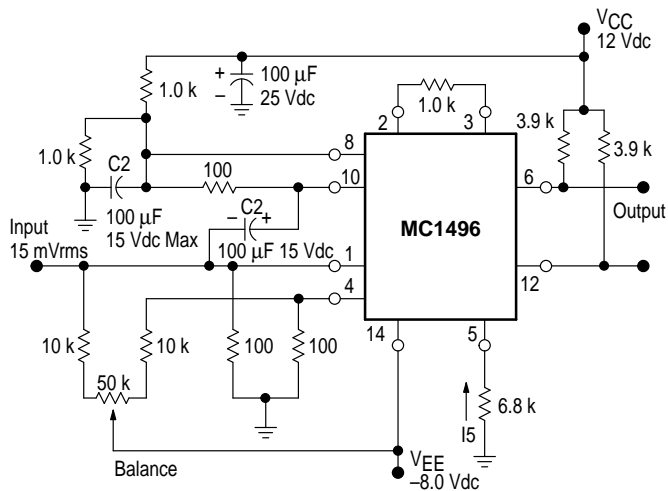 VCC
12 Vdc
1.0 k
+
–
100 µF
25 Vdc
1.0 k
2
3
3.9 k
3.9 k
1.0 k
C2
100 µF
15 Vdc Max
100
8
10
6
MC1496
Output
– C2 +
100 µF 15 Vdc
Input
15 mVrms
1
4
12
14
5
10 k
10 k
100
100
50 k
I5
6.8 k
Balance
VEE
–8.0 Vdc